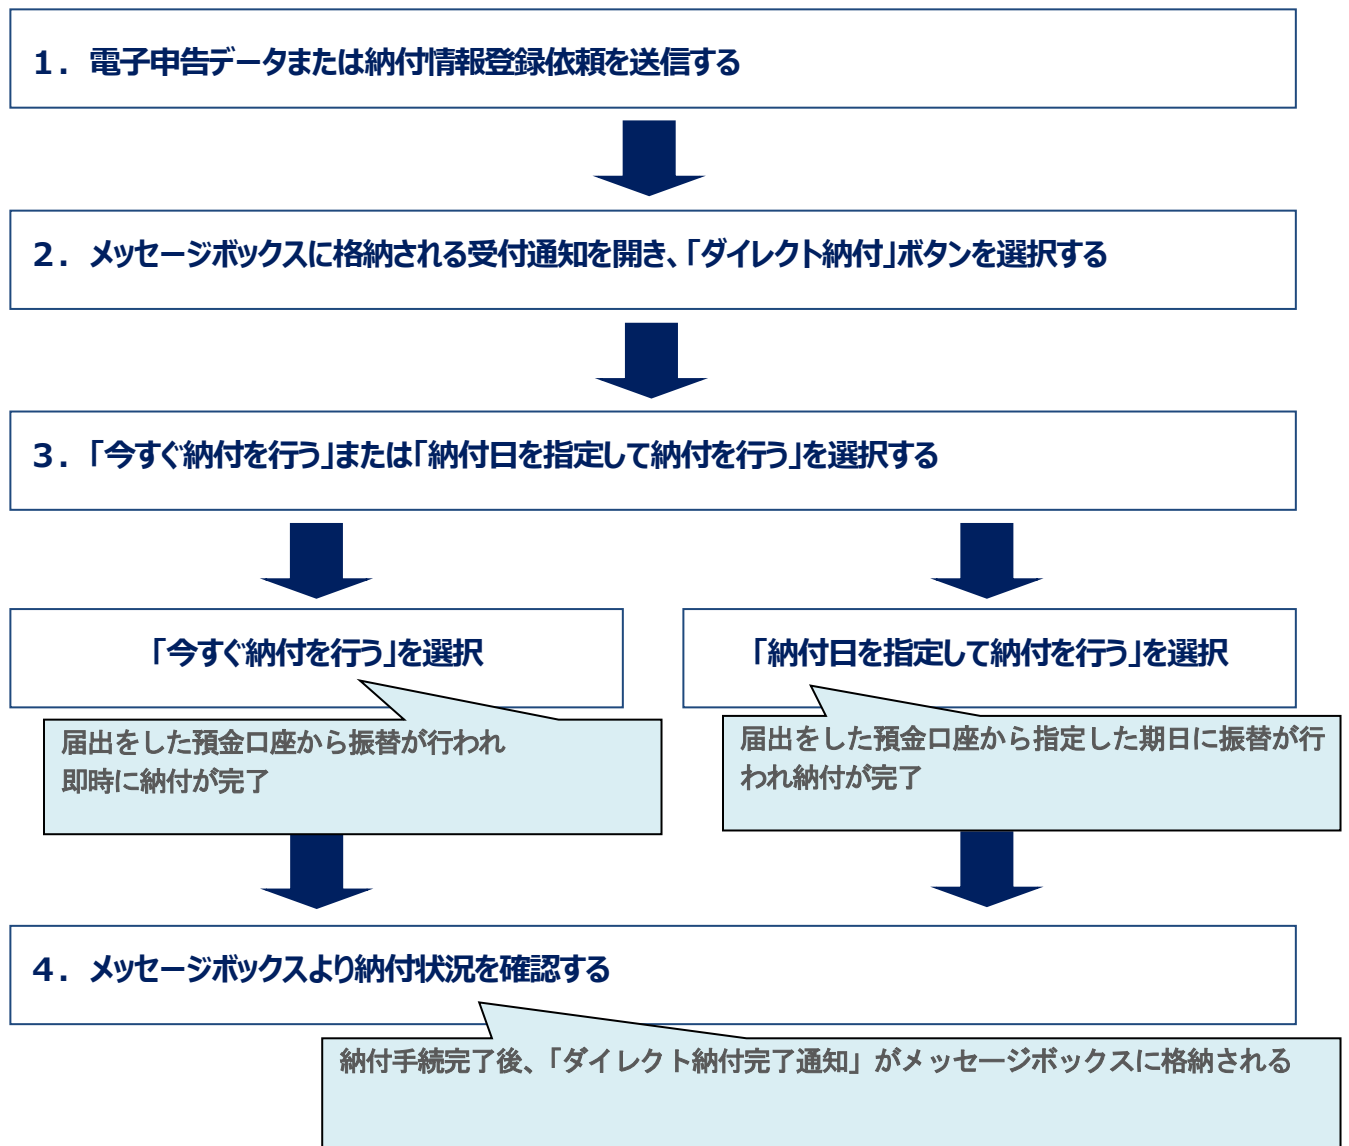 １．電子申告データまたは納付情報登録依頼を送信する
２．メッセージボックスに格納される受付通知を開き、「ダイレクト納付」ボタンを選択する
３．「今すぐ納付を行う」または「納付日を指定して納付を行う」を選択する
「今すぐ納付を行う」を選択
「納付日を指定して納付を行う」を選択
届出をした預金口座から振替が行われ
即時に納付が完了
届出をした預金口座から指定した期日に振替が行
われ納付が完了
４．メッセージボックスより納付状況を確認する
納付手続完了後、「ダイレクト納付完了通知」がメッセージボックスに格納される